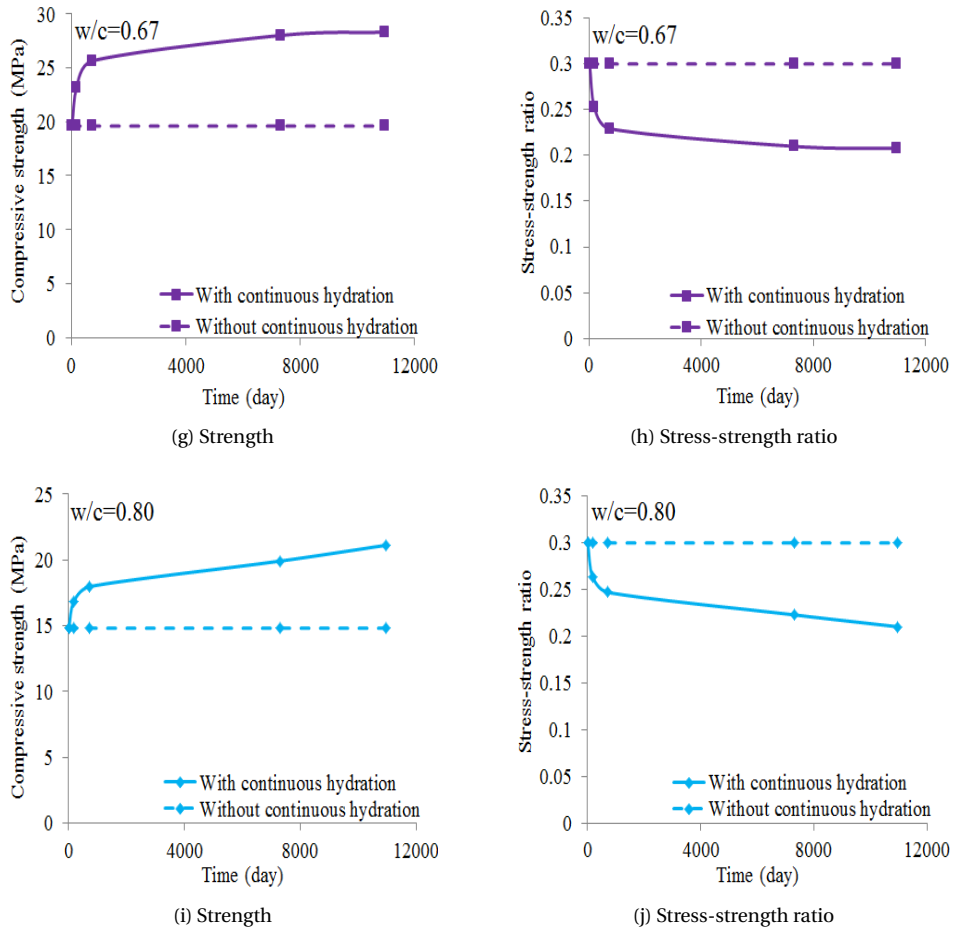 w/c=0.67
Compressive strength (MPa)
30
25
20
15
10
5
0
0 4000 8000 12000
Time (day)
With continuous hydration
Without continuous hydration
(g) Strength
w/c=0.67
Stress-strength ratio
0.35
0.3
0.25
0.2
0.15
0.1
0.05
0
0 4000 8000 12000
Time (day)
With continuous hydration
Without continuous hydration
(h) Stress-strength ratio
w/c=0.80
Compressive strength (MPa)
25
20
15
10
5
0
0 4000 8000 12000
Time (day)
With continuous hydration
Without continuous hydration
(i) Strength
w/c=0.80
Stress-strength ratio
0.35
0.3
0.25
0.2
0.15
0.1
0.05
0
0 4000 8000 12000
Time (day)
With continuous hydration
Without continuous hydration
(j) Stress-strength ratio